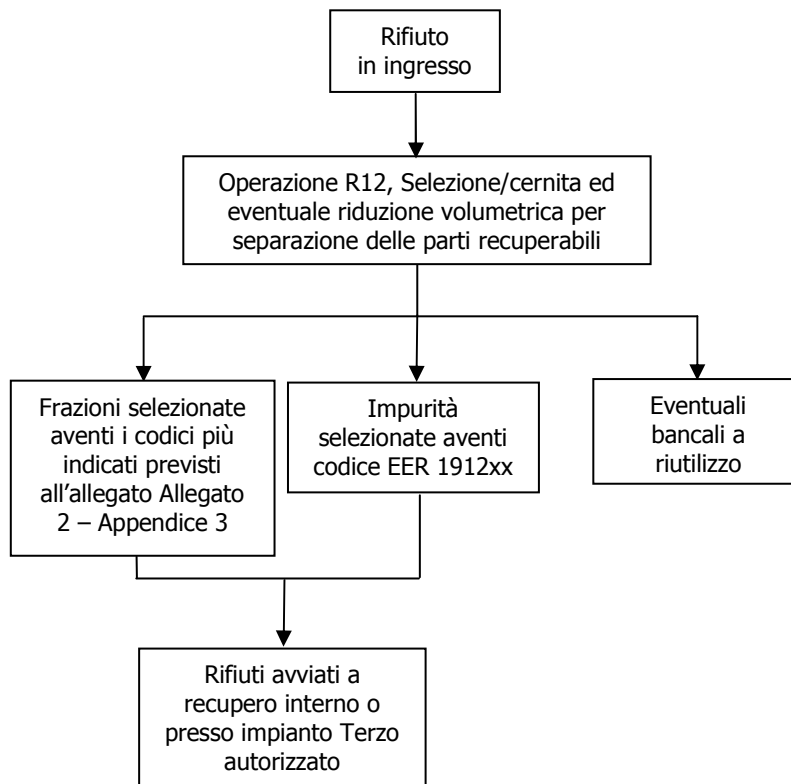 Rifiuto
in ingresso
Operazione R12, Selezione/cernita ed
eventuale riduzione volumetrica per
separazione delle parti recuperabili
Frazioni selezionate
aventi i codici più
indicati previsti
all’allegato Allegato
2 – Appendice 3
Impurità
selezionate aventi
codice EER 1912xx
Eventuali
bancali a
riutilizzo
Rifiuti avviati a
recupero interno o
presso impianto Terzo
autorizzato